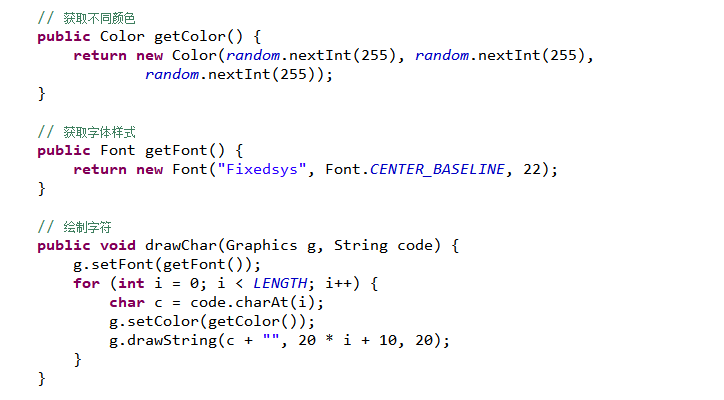 // 获取不同颜色
public Color getColor() {
    return new Color(random.nextInt(255), random.nextInt(255),
            random.nextInt(255));
}

// 获取字体样式
public Font getFont() {
    return new Font("Fixedsys", Font.CENTER_BASELINE, 22);
}

// 绘制字符
public void drawChar(Graphics g, String code) {
    g.setFont(getFont());
    for (int i = 0; i < LENGTH; i++) {
        char c = code.charAt(i);
        g.setColor(getColor());
        g.drawString(c + "", 20 * i + 10, 20);
    }
}